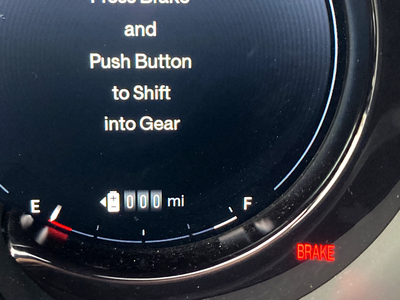 Press Brake
and
Push Button
to Shift
into Gear
000 mi
E F
BRAKE